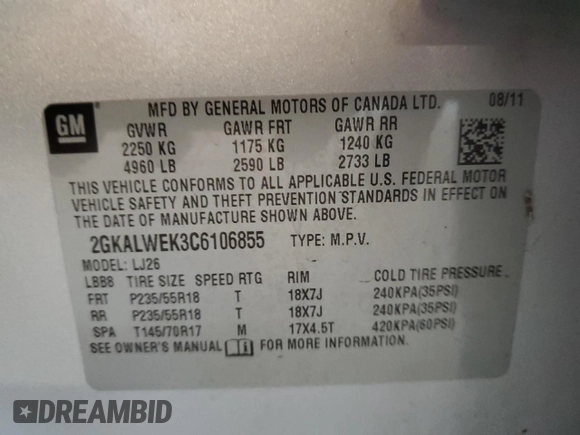 MFD BY GENERAL MOTORS OF CANADA LTD. 08/11
GM
GVWR GAWR FRT GAWR RR
2250 KG 1175 KG 1240 KG
4960 LB 2590 LB 2733 LB
THIS VEHICLE CONFORMS TO ALL APPLICABLE U.S. FEDERAL MOTOR
VEHICLE SAFETY AND THEFT PREVENTION STANDARDS IN EFFECT ON
THE DATE OF MANUFACTURE SHOWN ABOVE.
2GKALWEK3C6106855 TYPE: M.P.V.
MODEL: LJ26
LBB8 TIRE SIZE SPEED RTG RIM COLD TIRE PRESSURE
FRT P235/55R18 T 18X7J 240KPA(35PSI)
RR P235/55R18 T 18X7J 240KPA(35PSI)
SPA T145/70R17 M 17X4.5T 420KPA(60PSI)
SEE OWNER'S MANUAL FOR MORE INFORMATION.
DREAMBID